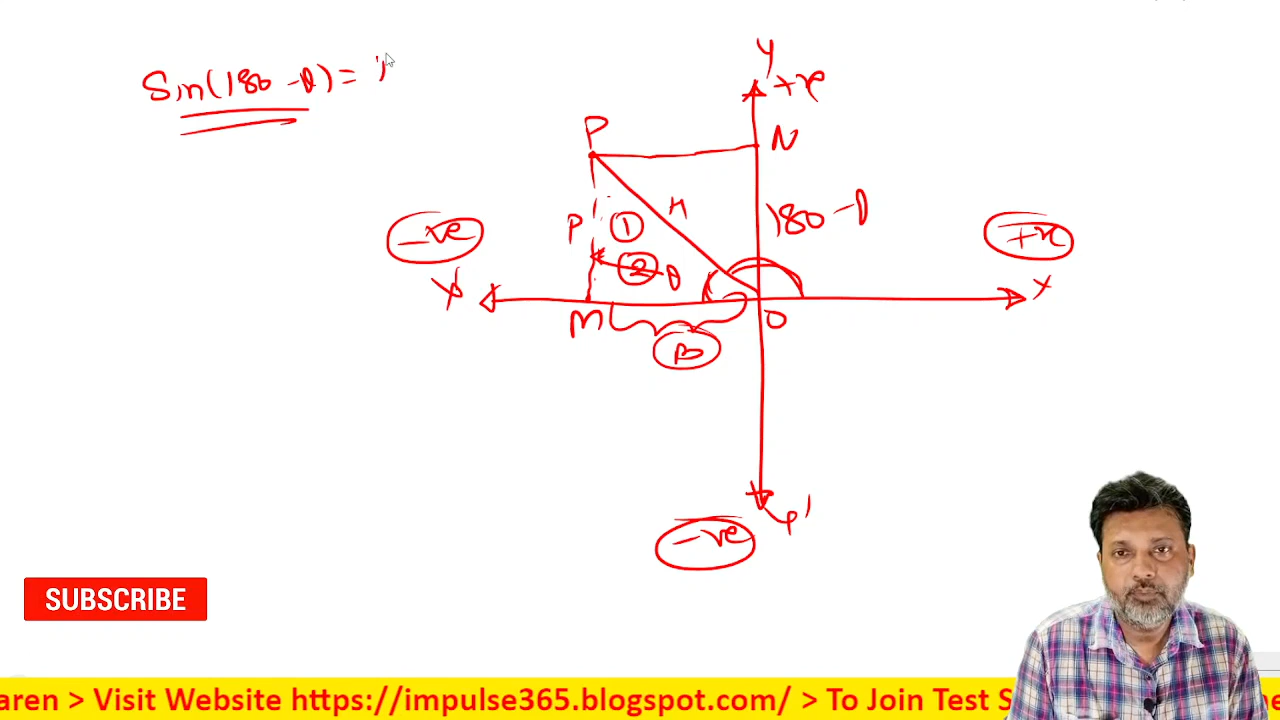 Sin(180-θ)=
y
+ve
P
N
H
P
1
180-θ
-ve
+ve
2
θ
x'
x
M
O
B
y'
-ve
SUBSCRIBE
aren > Visit Website https://impulse365.blogspot.com/ > To Join Test S